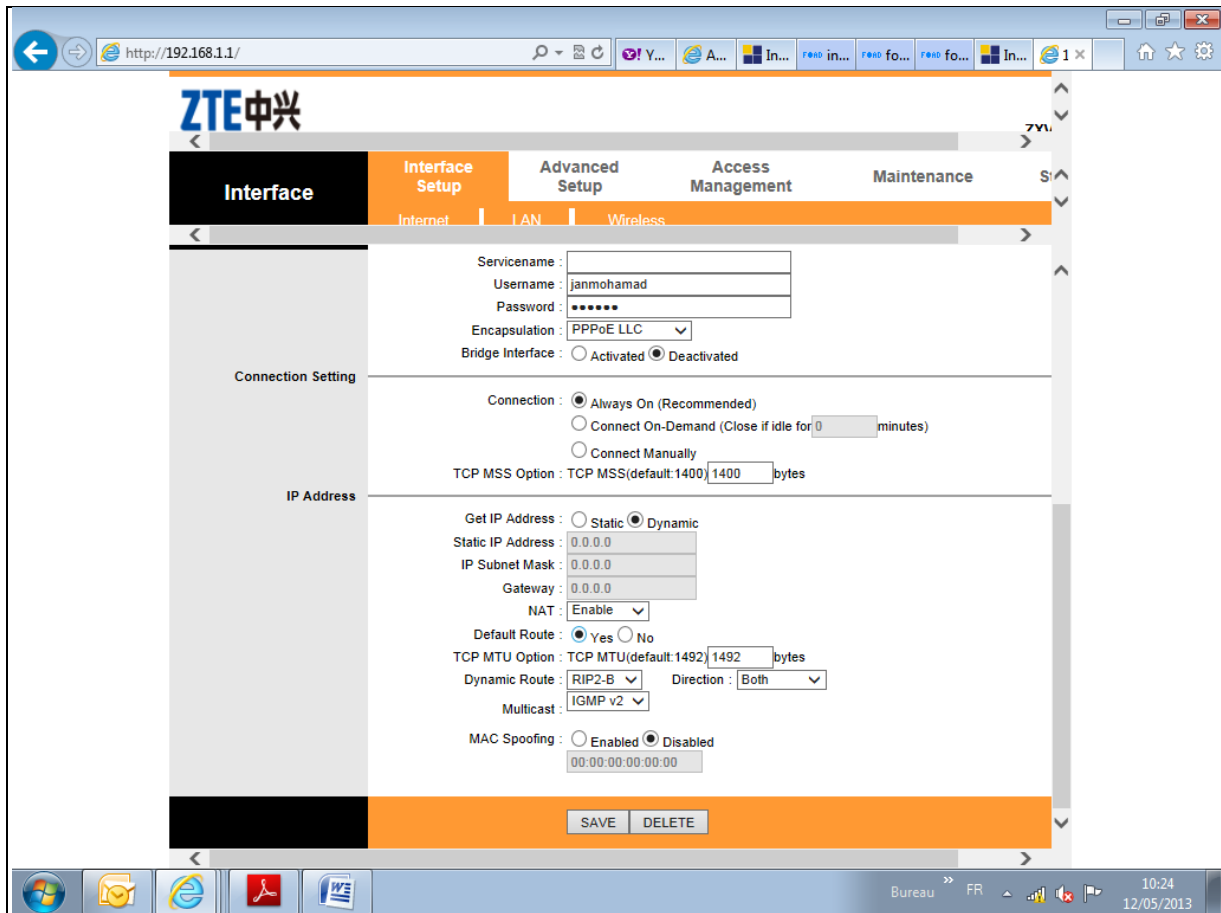 http://192.168.1.1/
Y...
A...
In...
FOAD in...
FOAD fo...
FOAD fo...
In...
1
ZTE中兴
Interface
Interface Setup
Advanced Setup
Access Management
Maintenance
Internet
LAN
Wireless
Servicename :
Username : janmohamad
Password : ●●●●●●
Encapsulation : PPPoE LLC
Bridge Interface : Activated Deactivated
Connection Setting
Connection : Always On (Recommended)
Connect On-Demand (Close if idle for 0 minutes)
Connect Manually
TCP MSS Option : TCP MSS(default:1400) 1400 bytes
IP Address
Get IP Address : Static Dynamic
Static IP Address : 0.0.0.0
IP Subnet Mask : 0.0.0.0
Gateway : 0.0.0.0
NAT : Enable
Default Route : Yes No
TCP MTU Option : TCP MTU(default:1492) 1492 bytes
Dynamic Route : RIP2-B Direction : Both
Multicast : IGMP v2
MAC Spoofing : Enabled Disabled
00:00:00:00:00:00
SAVE DELETE
Bureau » FR
10:24
12/05/2013